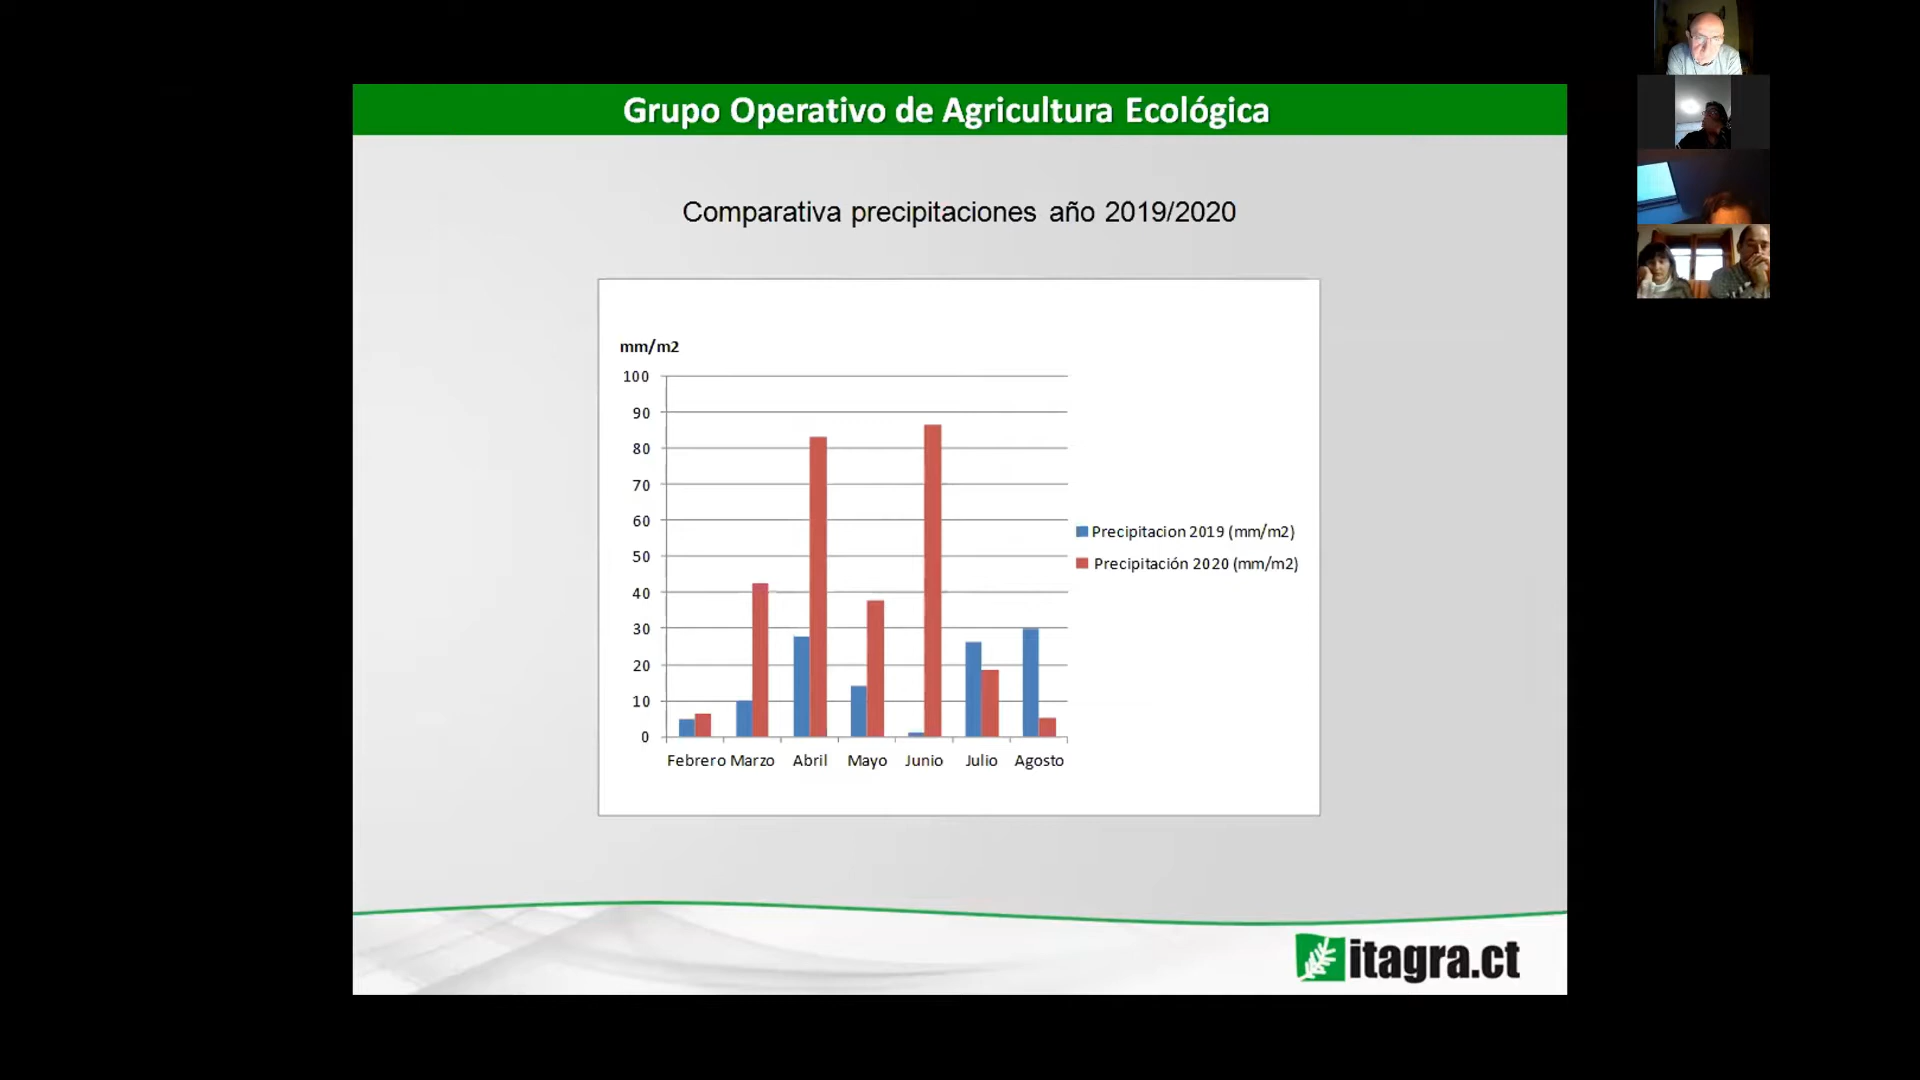 Grupo Operativo de Agricultura Ecológica
Comparativa precipitaciones año 2019/2020
mm/m2
100
90
80
70
60
50
40
30
20
10
0
Febrero Marzo Abril Mayo Junio Julio Agosto
Precipitacion 2019 (mm/m2)
Precipitación 2020 (mm/m2)
itagra.ct